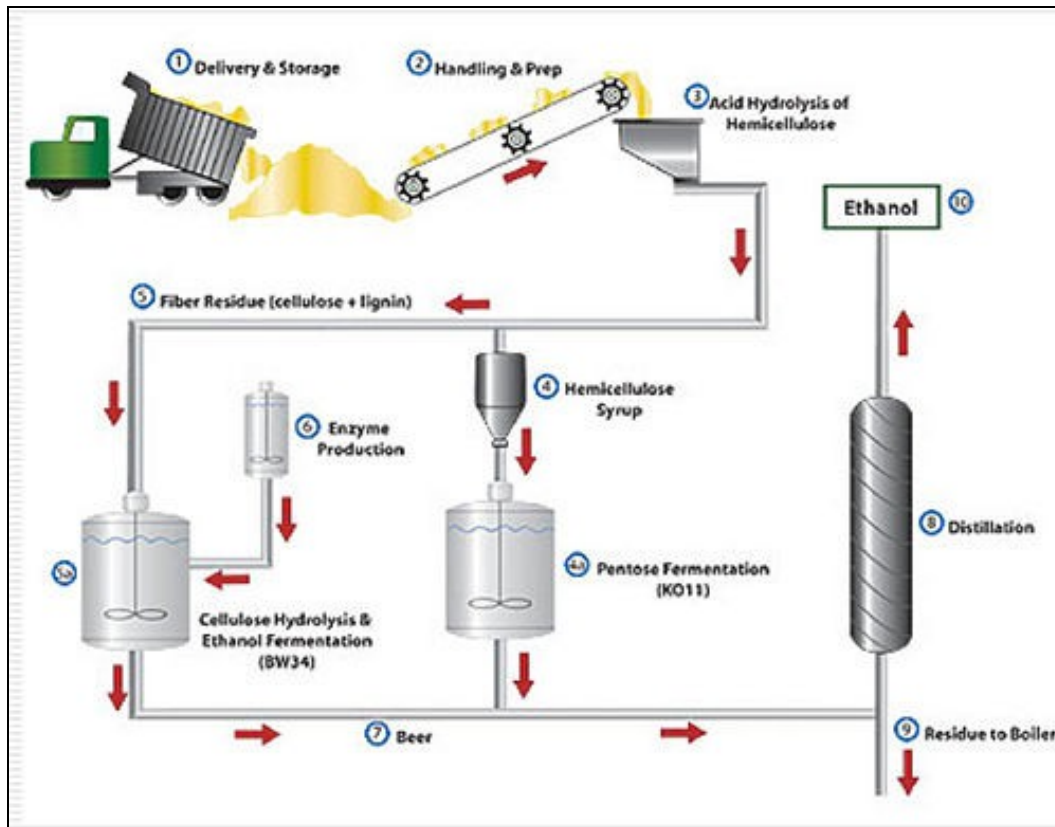 1 Delivery & Storage
2 Handling & Prep
3 Acid Hydrolysis of
Hemicellulose
Ethanol 10
5 Fiber Residue (cellulose + lignin)
4 Hemicellulose
Syrup
6 Enzyme
Production
8 Distillation
5a
4a Pentose Fermentation
(KO11)
Cellulose Hydrolysis &
Ethanol Fermentation
(BW34)
7 Beer
9 Residue to Boiler